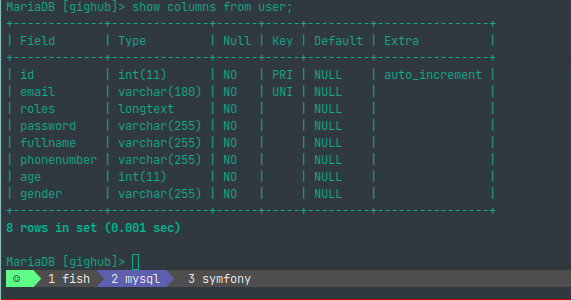 MariaDB [gighub]> show columns from user;
+-------------+--------------+------+-----+---------+----------------+
| Field       | Type         | Null | Key | Default | Extra          |
+-------------+--------------+------+-----+---------+----------------+
| id          | int(11)      | NO   | PRI | NULL    | auto_increment |
| email       | varchar(180) | NO   | UNI | NULL    |                |
| roles       | longtext     | NO   |     | NULL    |                |
| password    | varchar(255) | NO   |     | NULL    |                |
| fullname    | varchar(255) | NO   |     | NULL    |                |
| phonenumber | varchar(255) | NO   |     | NULL    |                |
| age         | int(11)      | NO   |     | NULL    |                |
| gender      | varchar(255) | NO   |     | NULL    |                |
+-------------+--------------+------+-----+---------+----------------+
8 rows in set (0.001 sec)
MariaDB [gighub]>
☺ 1 fish 2 mysql 3 symfony